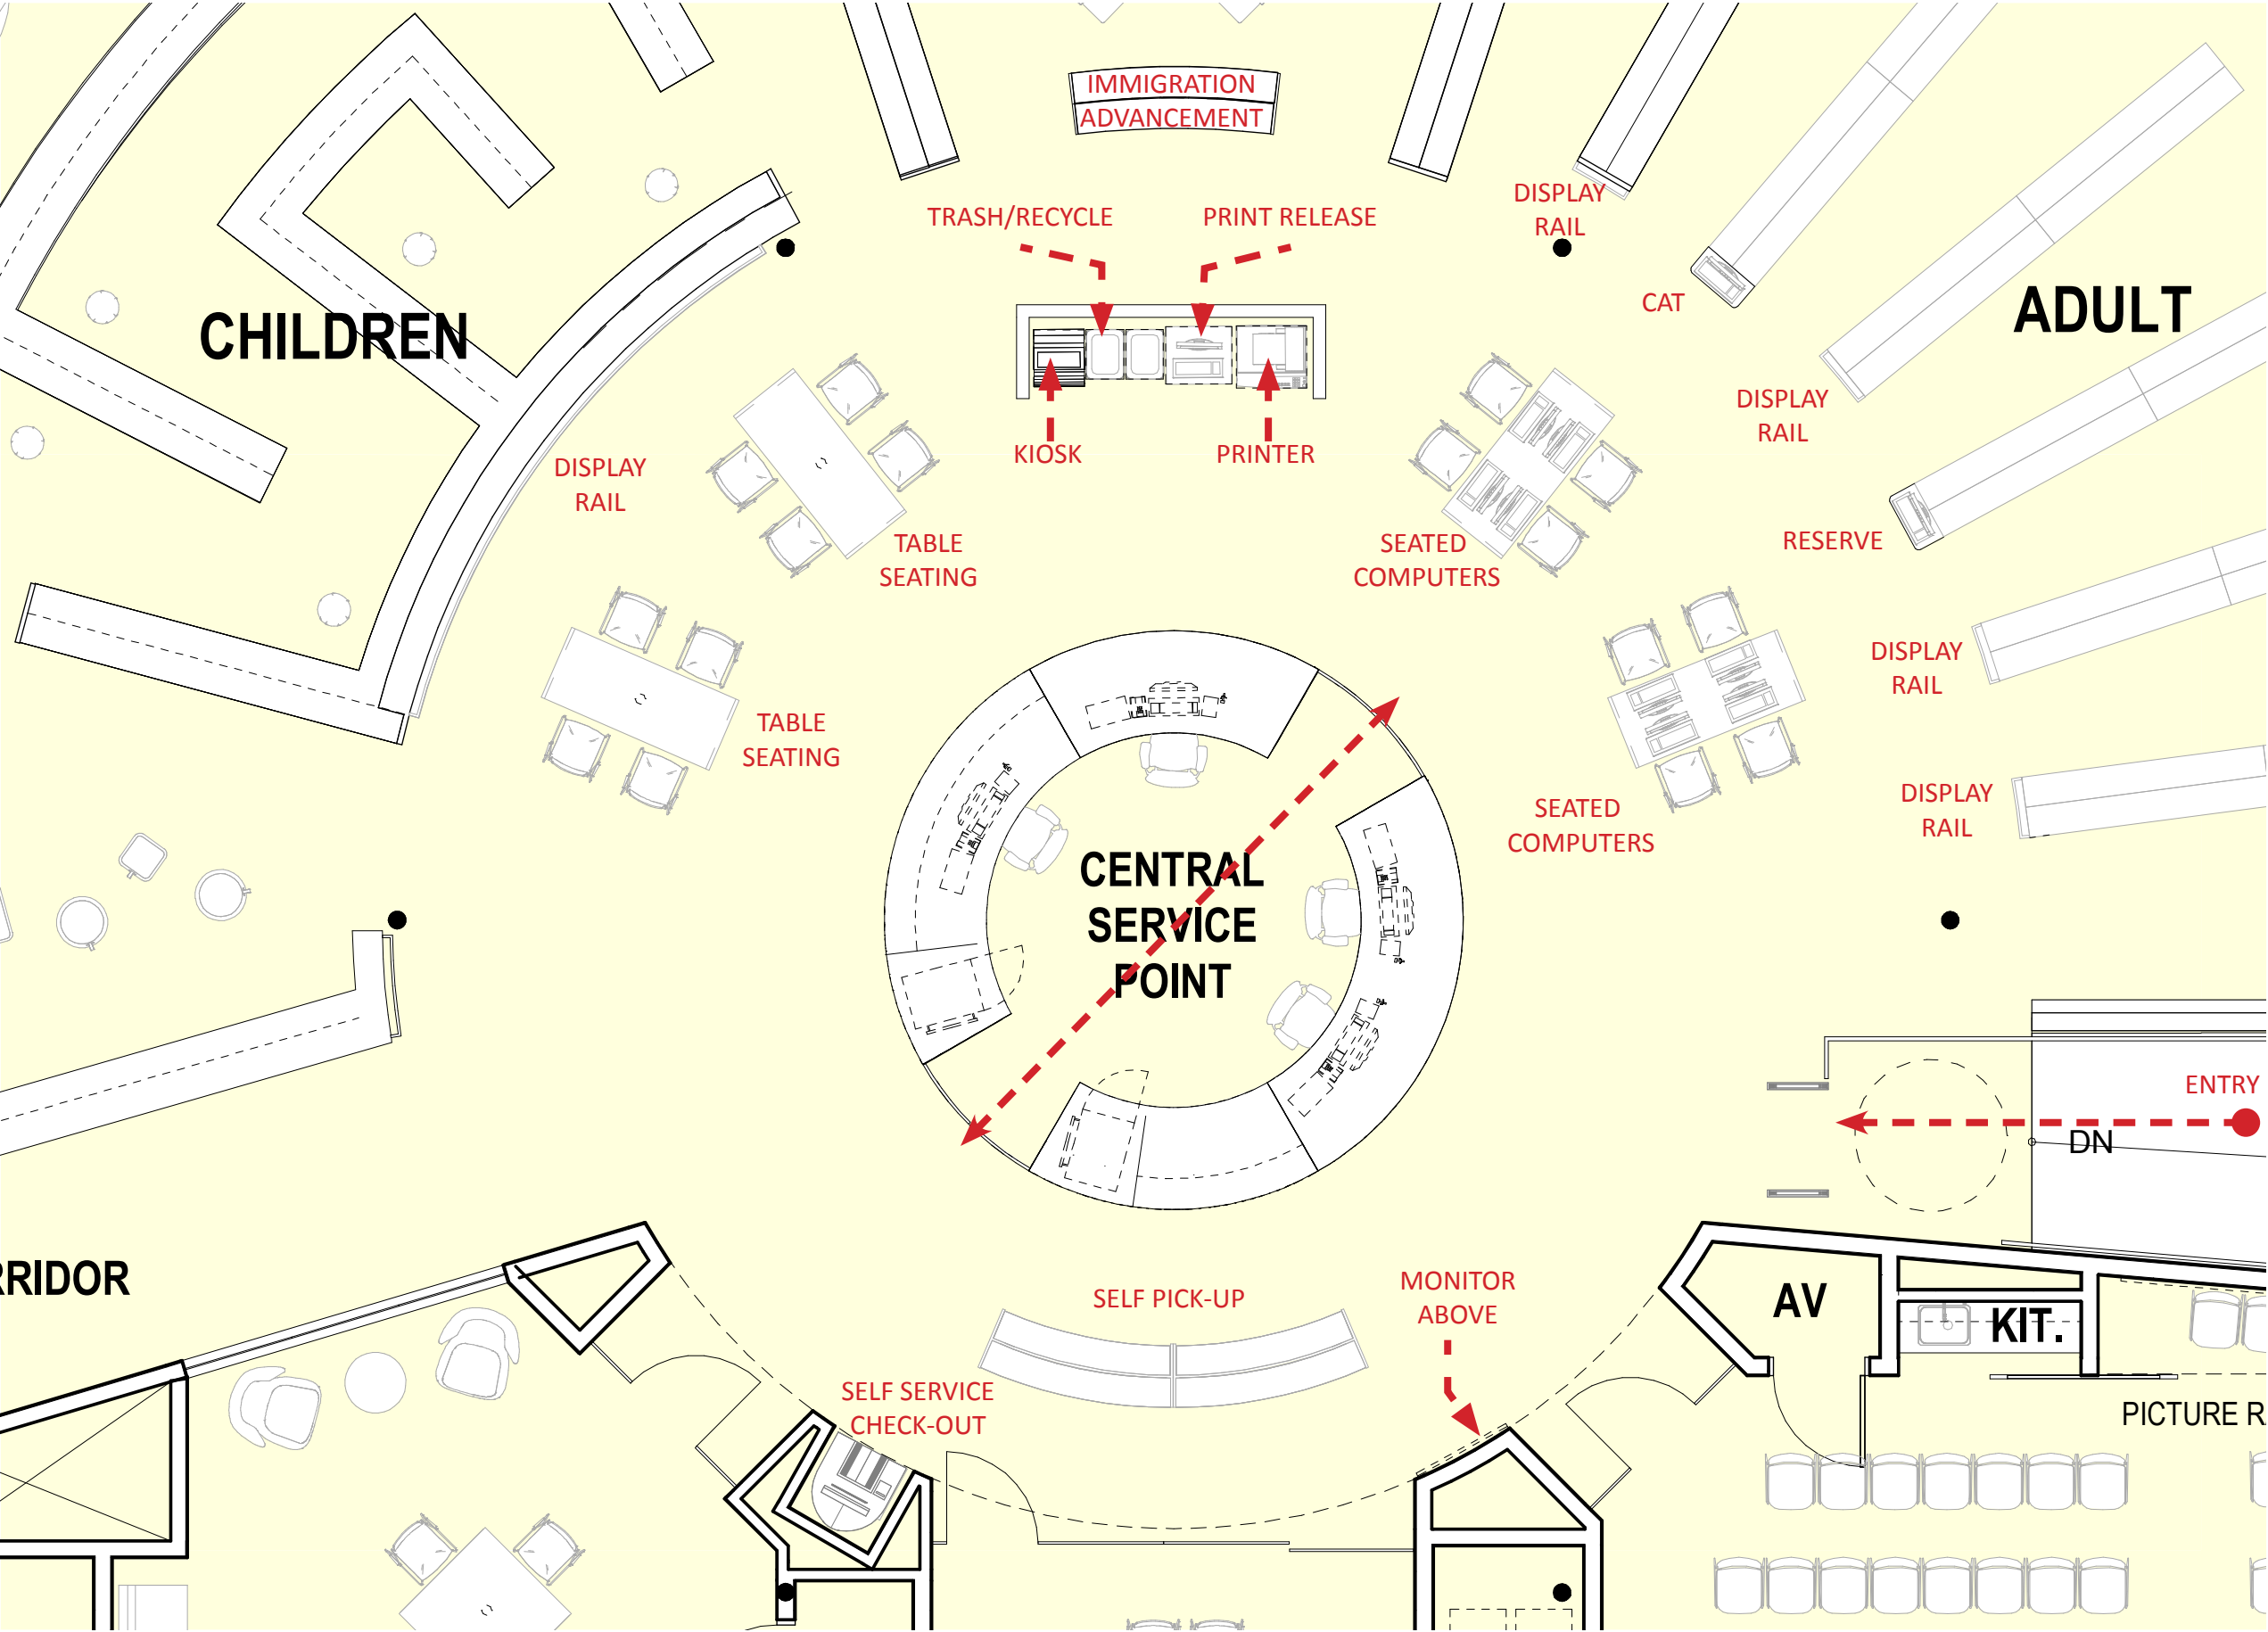 IMMIGRATION
ADVANCEMENT
DISPLAY
RAIL
TRASH/RECYCLE
PRINT RELEASE
CAT
ADULT
CHILDREN
DISPLAY
RAIL
KIOSK
PRINTER
DISPLAY
RAIL
TABLE
SEATING
SEATED
COMPUTERS
RESERVE
DISPLAY
RAIL
TABLE
SEATING
DISPLAY
RAIL
SEATED
COMPUTERS
CENTRAL
SERVICE
POINT
ENTRY
DN
RRIDOR
SELF PICK-UP
MONITOR
ABOVE
AV
KIT.
SELF SERVICE
CHECK-OUT
PICTURE R